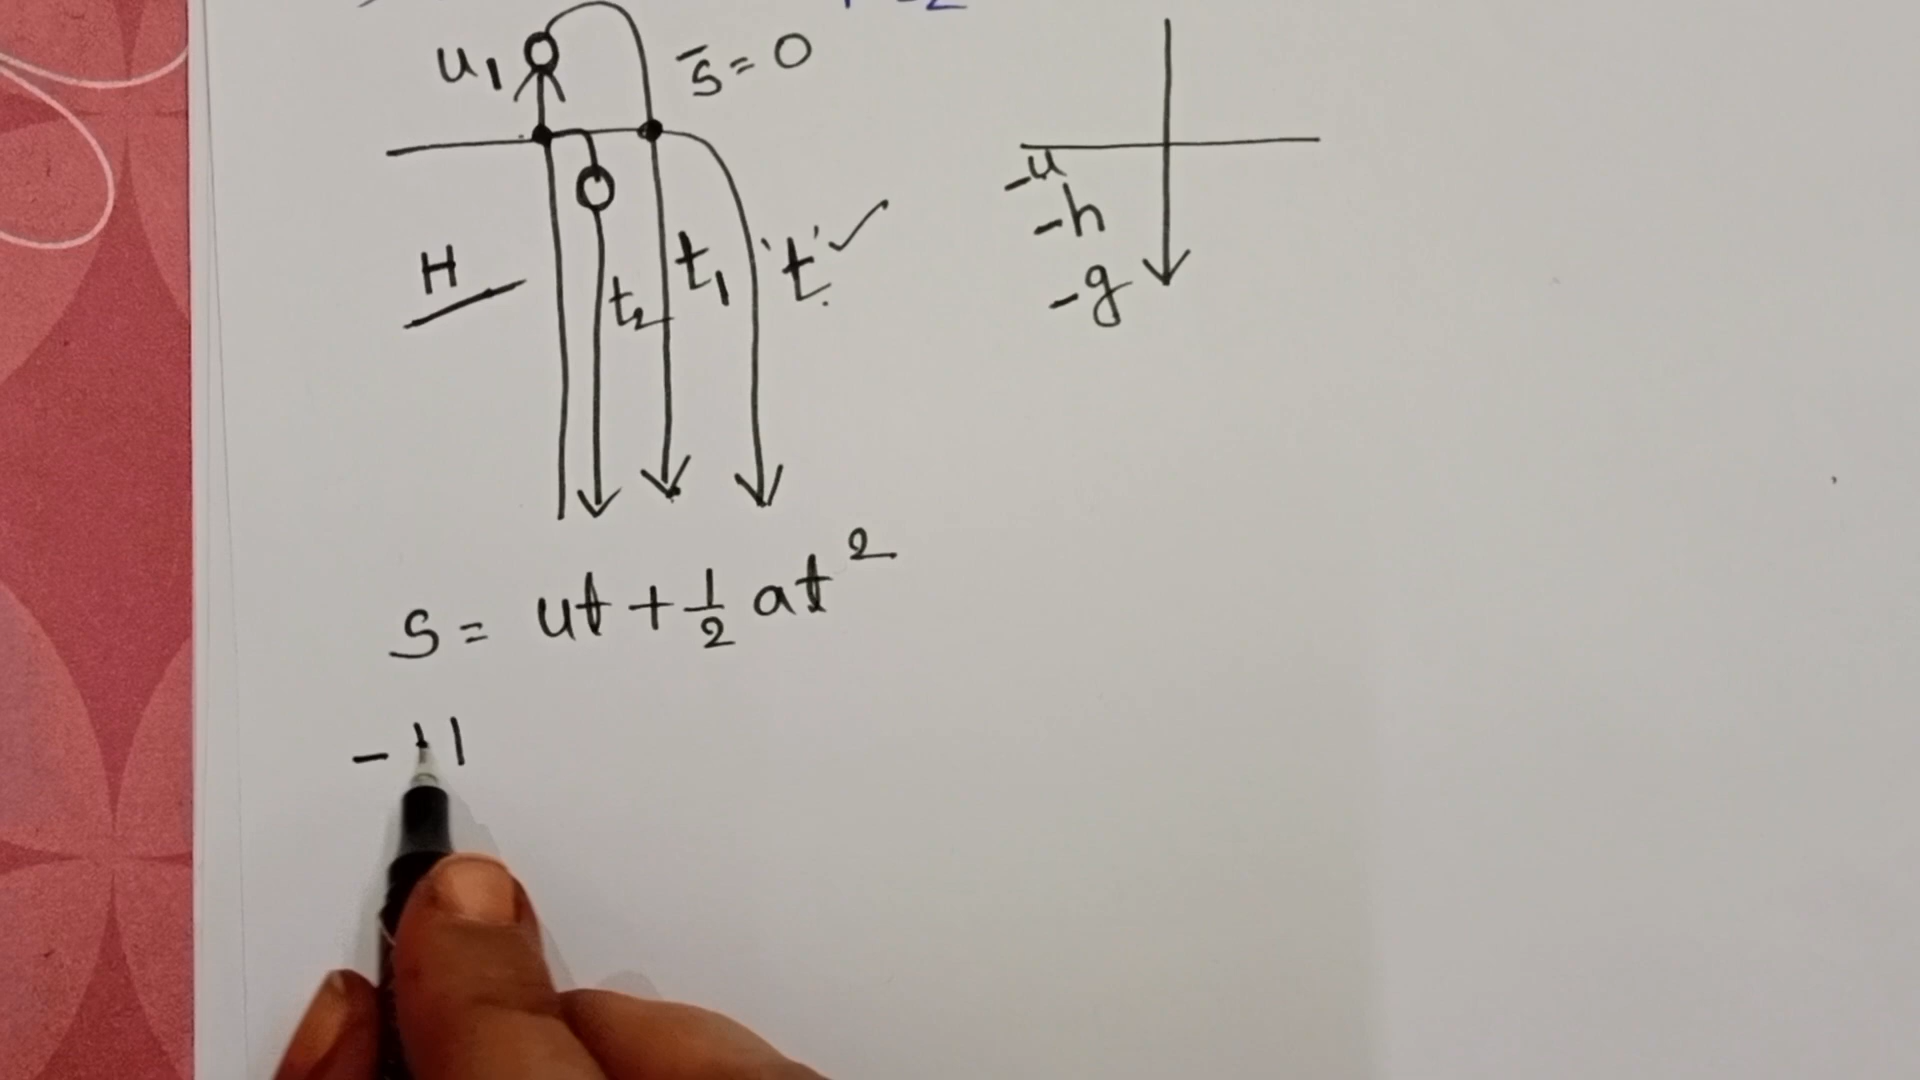 u₁
s̄ = 0
H
t₂
t₁
't'
-u
-h
-g
S = ut + ½ at²
-